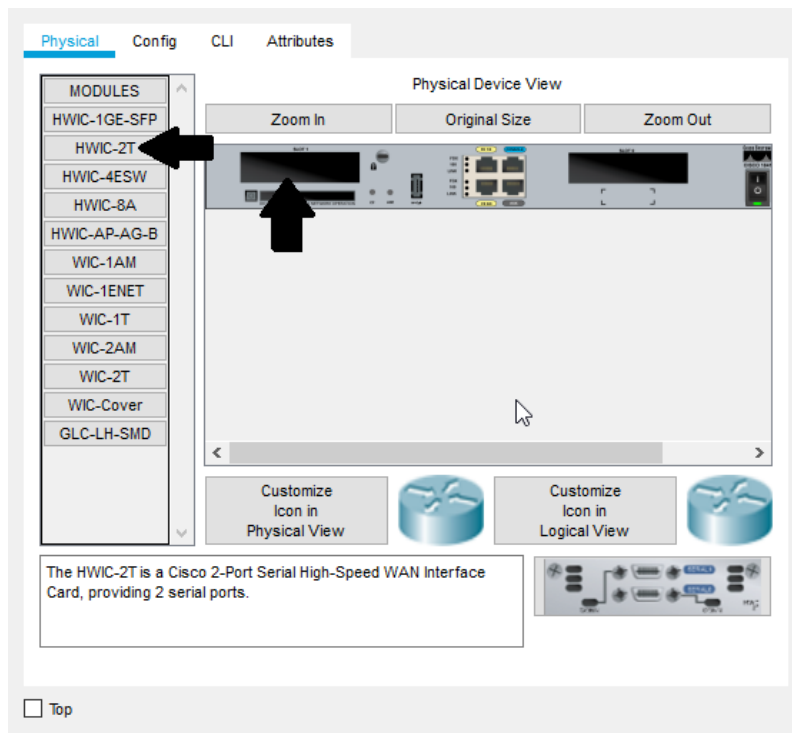 Physical Config CLI Attributes
MODULES
HWIC-1GE-SFP
HWIC-2T
HWIC-4ESW
HWIC-8A
HWIC-AP-AG-B
WIC-1AM
WIC-1ENET
WIC-1T
WIC-2AM
WIC-2T
WIC-Cover
GLC-LH-SMD
Physical Device View
Zoom In Original Size Zoom Out
Customize
Icon in
Physical View
Customize
Icon in
Logical View
The HWIC-2T is a Cisco 2-Port Serial High-Speed WAN Interface
Card, providing 2 serial ports.
Top